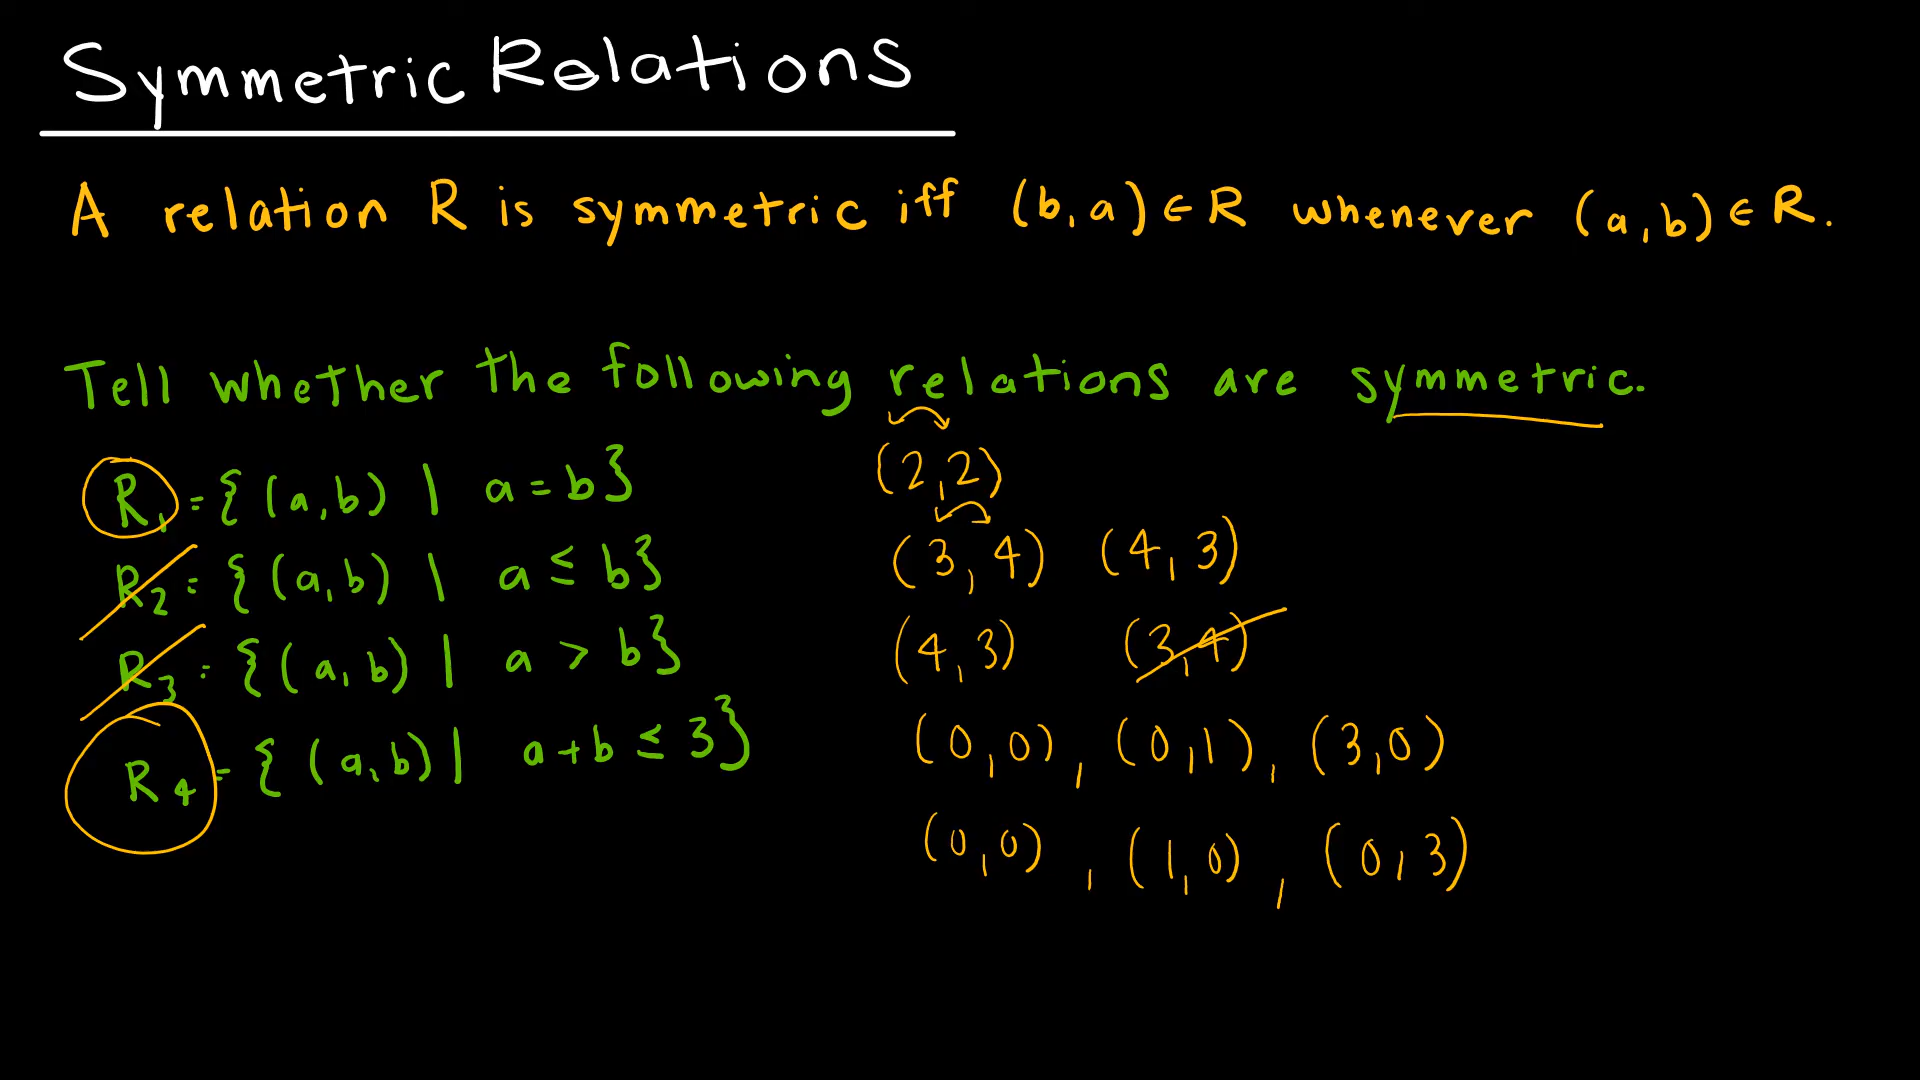 Symmetric Relations
A relation R is symmetric iff (b,a)∈R whenever (a,b)∈R.
Tell whether the following relations are symmetric.
R₁ = {(a,b) | a = b} (2,2)
R₂ = {(a,b) | a ≤ b} (3,4) (4,3)
R₃ = {(a,b) | a > b} (4,3) (3,4)
R₄ = {(a,b) | a+b ≤ 3} (0,0), (0,1), (3,0)
(0,0), (1,0), (0,3)